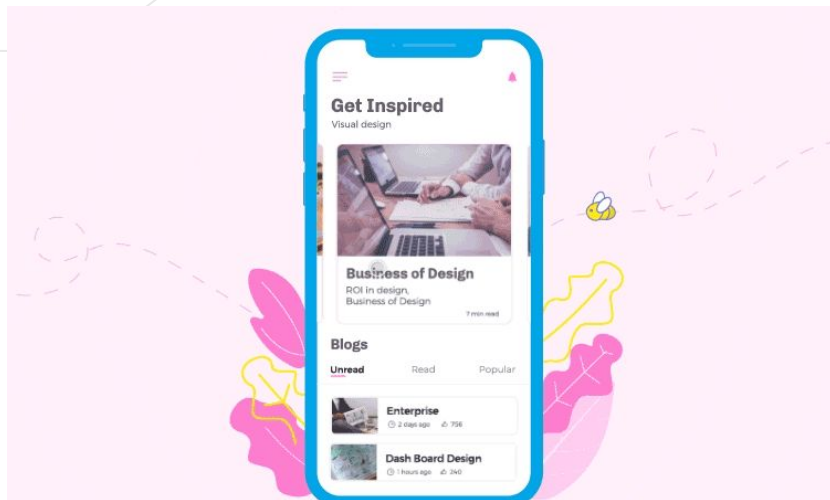 Get Inspired
Visual design
Business of Design
ROI in design,
Business of Design
7 min read
Blogs
Unread Read Popular
Enterprise
2 days ago 756
Dash Board Design
1 hours ago 240